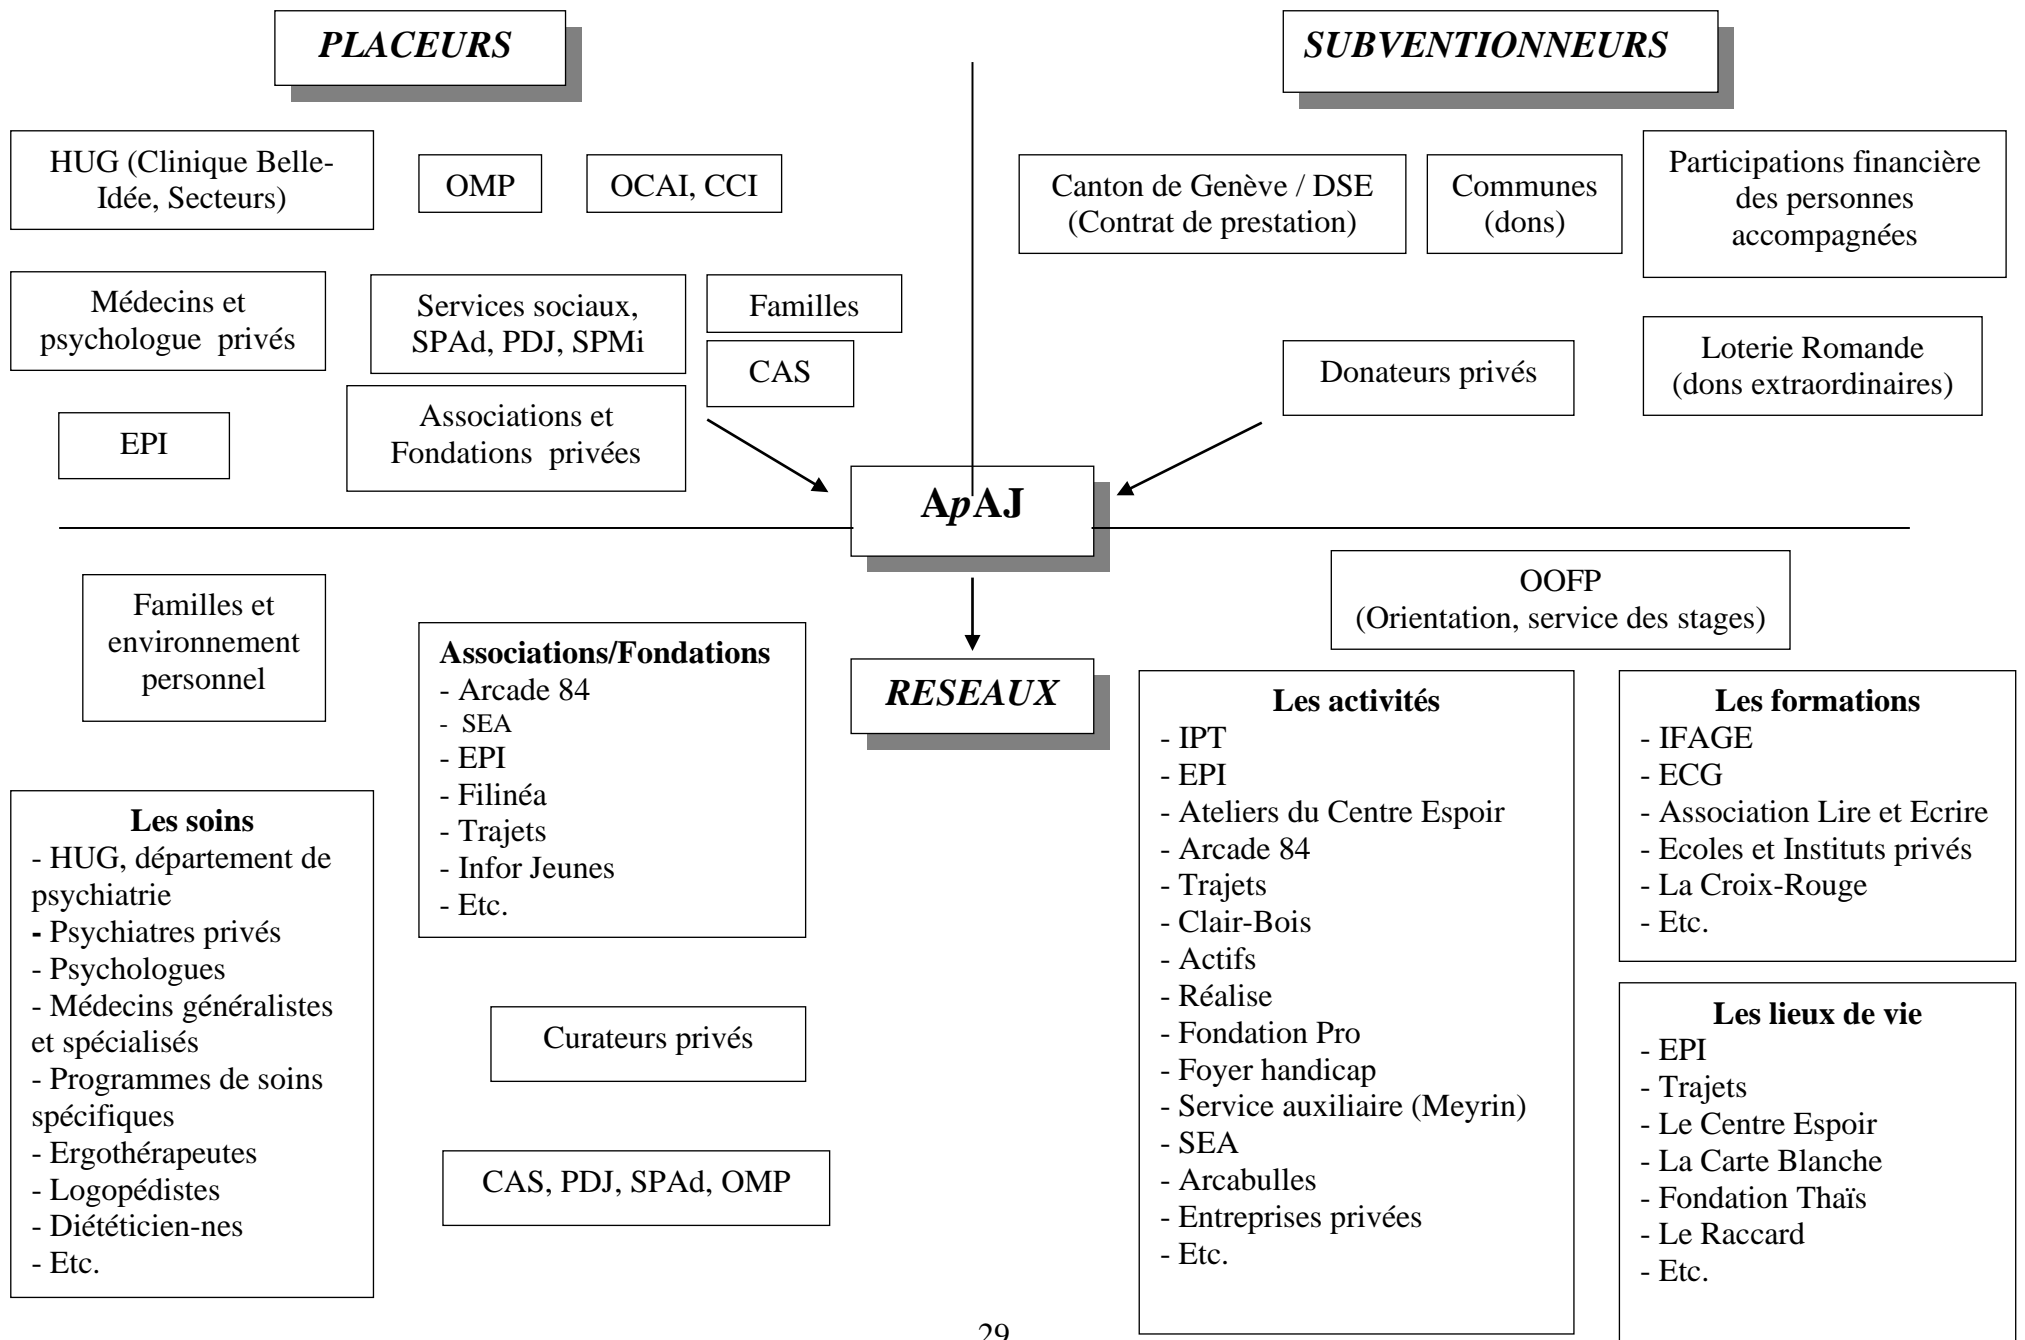 PLACEURS
SUBVENTIONNEURS
HUG (Clinique Belle-
Idée, Secteurs)
OMP
OCAI, CCI
Canton de Genève / DSE
(Contrat de prestation)
Communes
(dons)
Participations financière
des personnes
accompagnées
Médecins et
psychologue  privés
Services sociaux,
SPAd, PDJ, SPMi
Familles
CAS
Donateurs privés
Loterie Romande
(dons extraordinaires)
EPI
Associations et
Fondations  privées
ApAJ
Familles et
environnement
personnel
Associations/Fondations
- Arcade 84
- SEA
- EPI
- Filinéa
- Trajets
- Infor Jeunes
- Etc.
RESEAUX
OOFP
(Orientation, service des stages)
Les soins
- HUG, département de
psychiatrie
- Psychiatres privés
- Psychologues
- Médecins généralistes
et spécialisés
- Programmes de soins
spécifiques
- Ergothérapeutes
- Logopédistes
- Diététicien-nes
- Etc.
Curateurs privés
CAS, PDJ, SPAd, OMP
Les activités
- IPT
- EPI
- Ateliers du Centre Espoir
- Arcade 84
- Trajets
- Clair-Bois
- Actifs
- Réalise
- Fondation Pro
- Foyer handicap
- Service auxiliaire (Meyrin)
- SEA
- Arcabulles
- Entreprises privées
- Etc.
Les formations
- IFAGE
- ECG
- Association Lire et Ecrire
- Ecoles et Instituts privés
- La Croix-Rouge
- Etc.
Les lieux de vie
- EPI
- Trajets
- Le Centre Espoir
- La Carte Blanche
- Fondation Thaïs
- Le Raccard
- Etc.
29